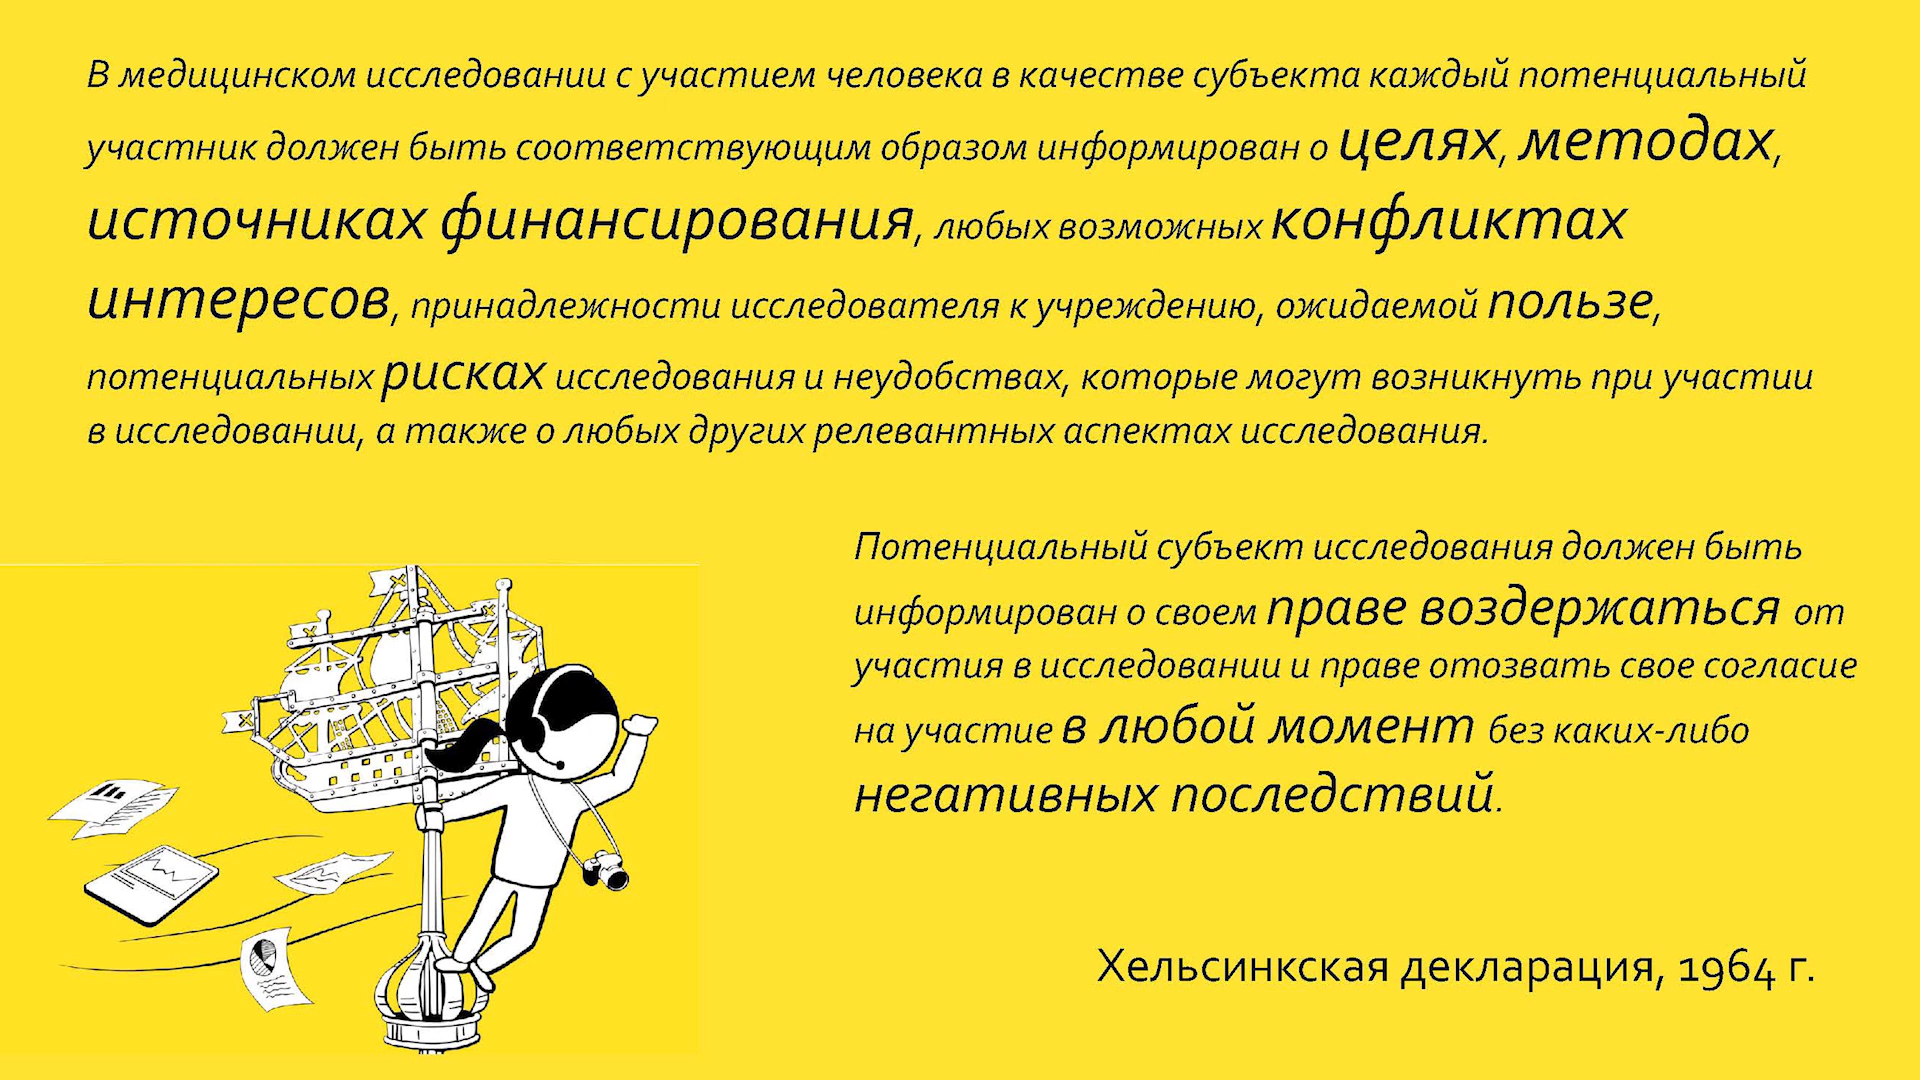 В медицинском исследовании с участием человека в качестве субъекта каждый потенциальный
участник должен быть соответствующим образом информирован о целях, методах,
источниках финансирования, любых возможных конфликтах
интересов, принадлежности исследователя к учреждению, ожидаемой пользе,
потенциальных рисках исследования и неудобствах, которые могут возникнуть при участии
в исследовании, а также о любых других релевантных аспектах исследования.
Потенциальный субъект исследования должен быть
информирован о своем праве воздержаться от
участия в исследовании и праве отозвать свое согласие
на участие в любой момент без каких-либо
негативных последствий.
Хельсинкская декларация, 1964 г.